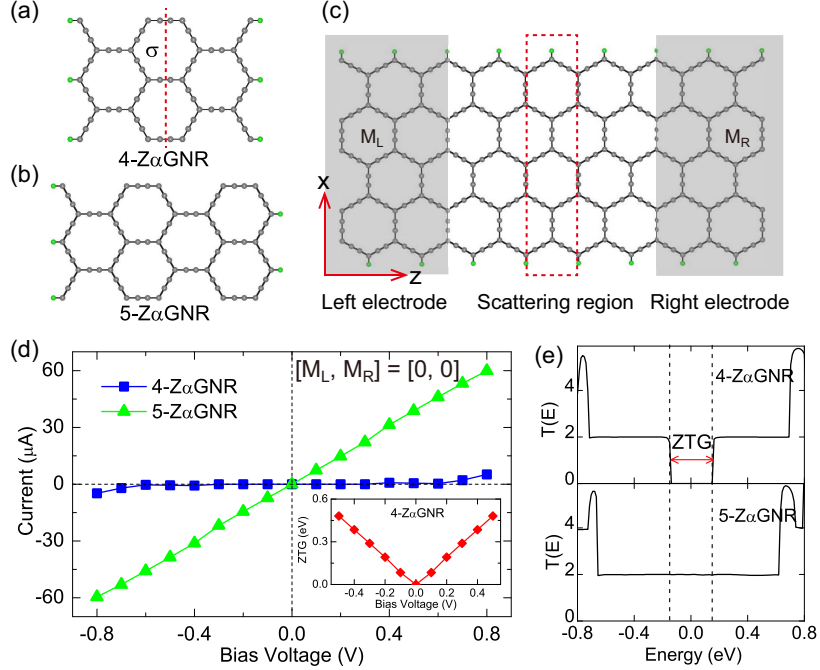 (a)
σ
4-ZαGNR
(b)
5-ZαGNR
(c)
M_L
M_R
x
z
Left electrode
Scattering region
Right electrode
(d)
[M_L, M_R] = [0, 0]
4-ZαGNR
5-ZαGNR
Current (μA)
60
30
0
-30
-60
-0.8
-0.4
0.0
0.4
0.8
Bias Voltage (V)
4-ZαGNR
ZTG (eV)
0.6
0.3
0.0
-0.4
-0.2
0.0
0.2
0.4
Bias Voltage (V)
(e)
4-ZαGNR
ZTG
T(E)
4
2
0
5-ZαGNR
T(E)
4
2
0
-0.8
-0.4
0.0
0.4
0.8
Energy (eV)